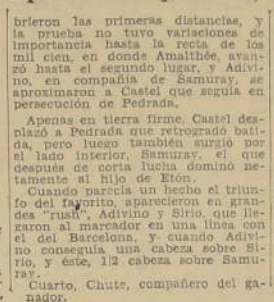 brieron las primeras distancias, y
la prueba no tuvo variaciones de
importancia hasta la recta de los
mil cien, en donde Amalthée, avan-
zó hasta el segundo lugar, y Adivi-
no, en compañía de Samuray, se
aproximaron a Castel que seguía en
persecución de Pedrada.
Apenas en tierra firme, Castel des-
plazó a Pedrada que retrogradó bati-
da, pero luego también surgió por
el lado interior, Samuray, el que
después de corta lucha dominó ne-
tamente al hijo de Etón.
Cuando parecía un hecho el triun-
fo del favorito, aparecieron en gran-
des "rush", Adivino y Sirio, que lle-
garon al marcador en una línea con
el del Barcelona, y cuando Adivi-
no conseguía una cabeza sobre Si-
rio, y éste, 1|2 cabeza sobre Samu-
ray.
Cuarto, Chute, compañero del ga-
nador.